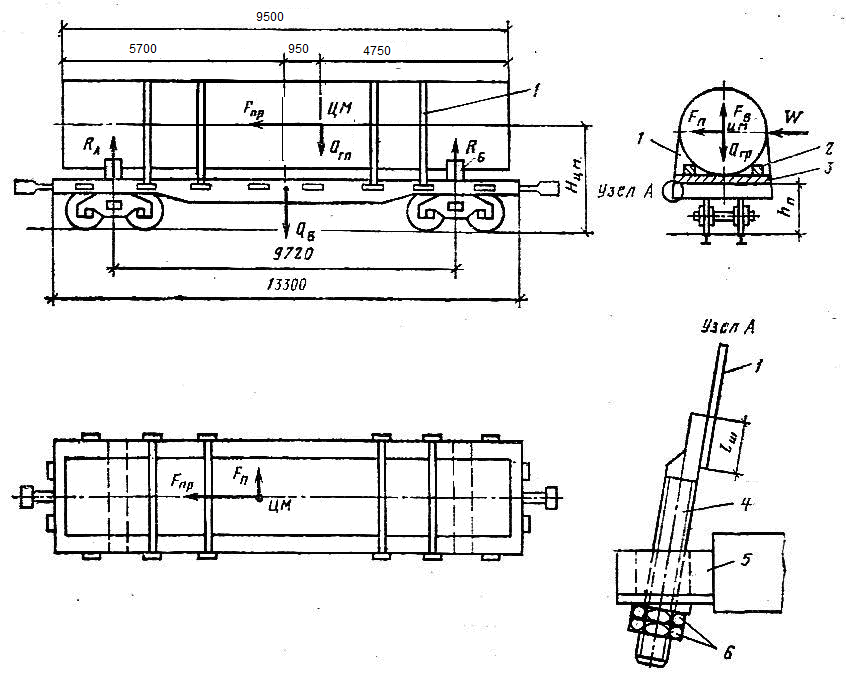 9500
5700
950
4750
Fпр
ЦМ
1
Qгп
RА
RБ
Hцп
QВ
9720
13300
Fп
Fв
ЦМ
Qгр
W
1
2
3
Узел А
hп
Fпр
Fп
ЦМ
Узел А
1
lш
4
5
6